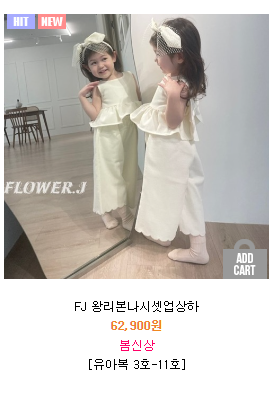 HIT NEW
FLOWER.J
ADD
CART
FJ 왕리본나시셋업상하
62,900원
봄신상
[유아복 3호-11호]